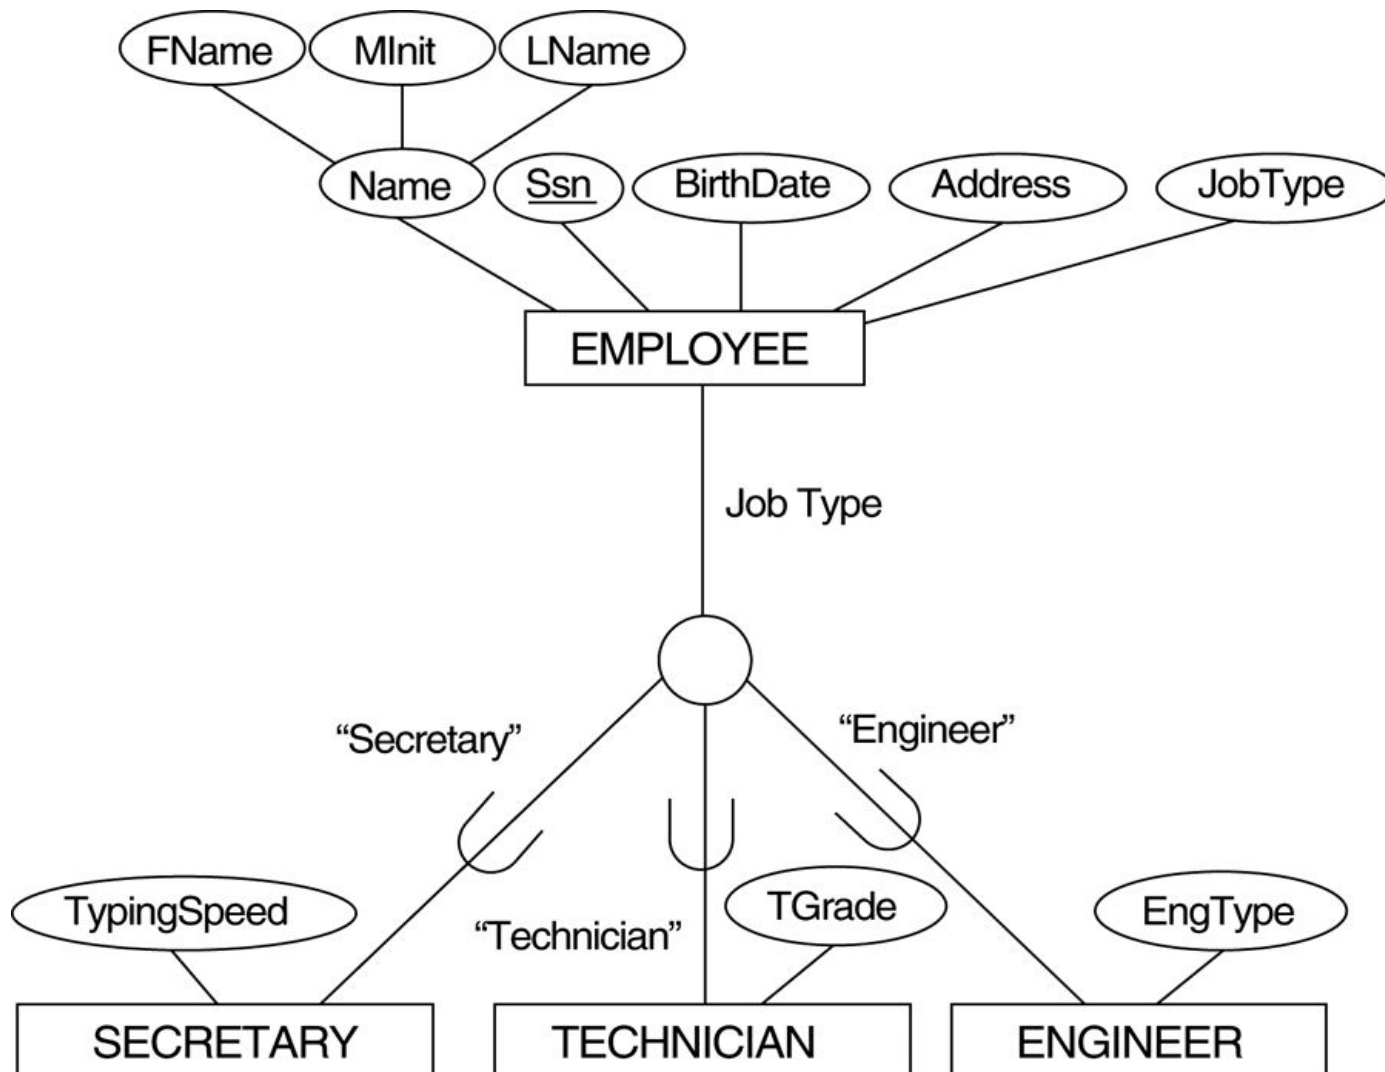 FName MInit LName
Name Ssn BirthDate Address JobType
EMPLOYEE
Job Type
“Secretary” “Engineer”
TypingSpeed “Technician” TGrade EngType
SECRETARY TECHNICIAN ENGINEER